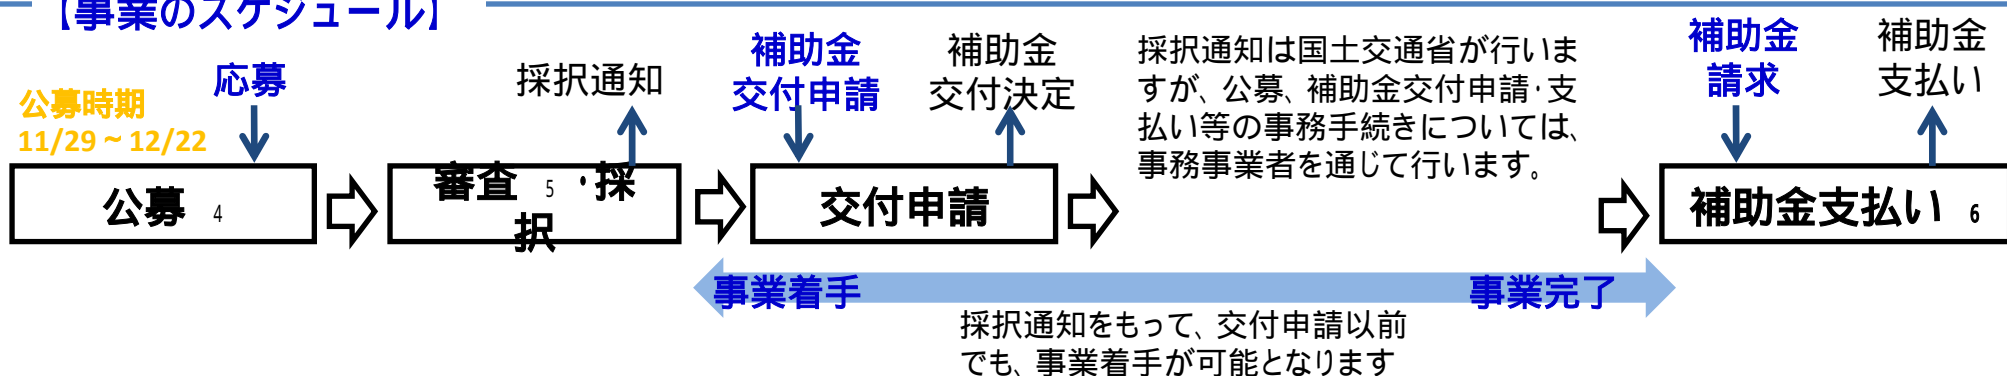 【事業のスケジュール】
公募時期
11/29～12/22
応募
採択通知
補助金
交付申請
補助金
交付決定
採択通知は国土交通省が行いま
すが、公募、補助金交付申請・支
払い等の事務手続きについては、
事務事業者を通じて行います。
補助金
請求
補助金
支払い
公募 4
審査 5 ・採
択
交付申請
補助金支払い 6
事業着手
事業完了
採択通知をもって、交付申請以前
でも、事業着手が可能となります